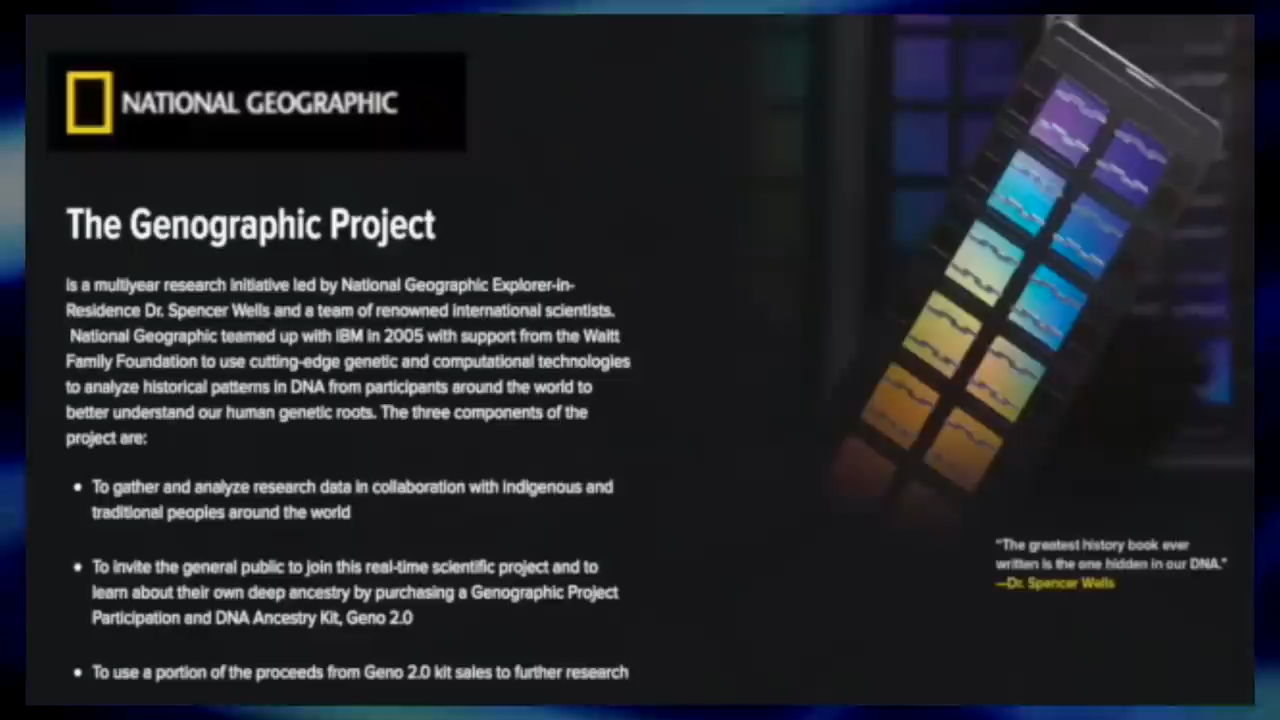 NATIONAL GEOGRAPHIC
The Genographic Project
is a multiyear research initiative led by National Geographic Explorer-in-
Residence Dr. Spencer Wells and a team of renowned international scientists.
National Geographic teamed up with IBM in 2005 with support from the Waitt
Family Foundation to use cutting-edge genetic and computational technologies
to analyze historical patterns in DNA from participants around the world to
better understand our human genetic roots. The three components of the
project are:
• To gather and analyze research data in collaboration with indigenous and
traditional peoples around the world
• To invite the general public to join this real-time scientific project and to
learn about their own deep ancestry by purchasing a Genographic Project
Participation and DNA Ancestry Kit, Geno 2.0
• To use a portion of the proceeds from Geno 2.0 kit sales to further research
"The greatest history book ever
written is the one hidden in our DNA."
—Dr. Spencer Wells